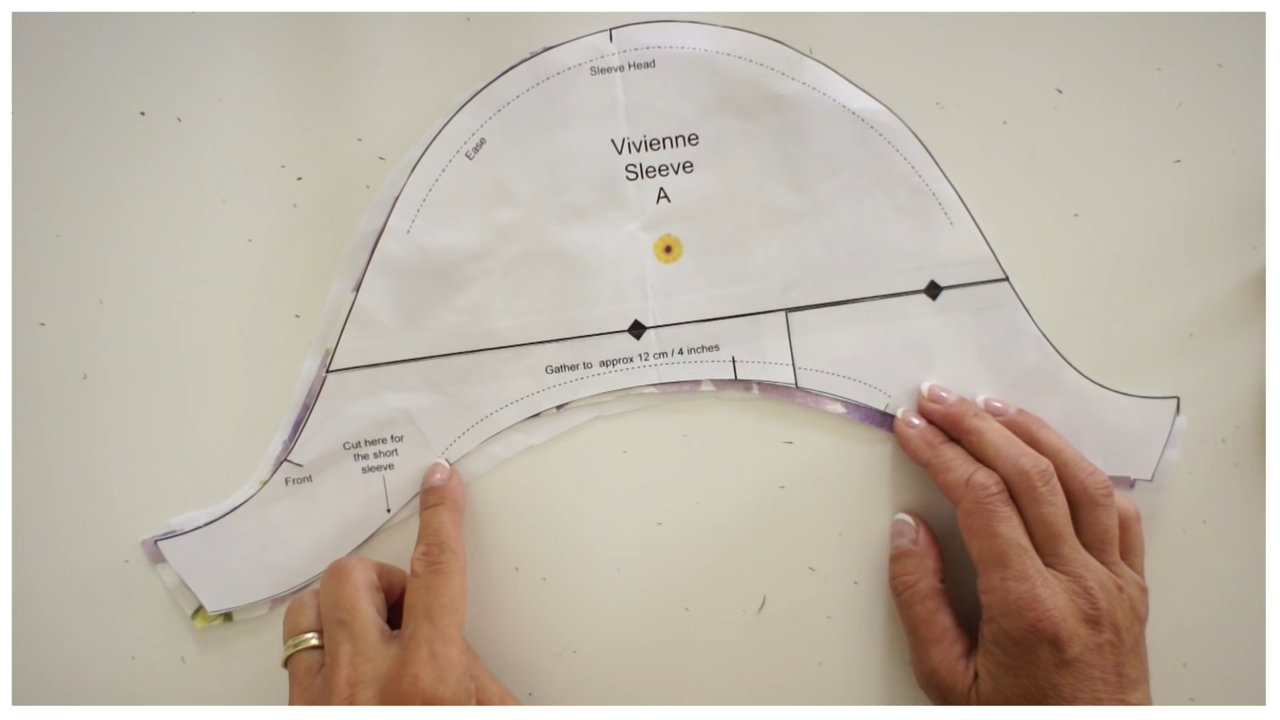 Sleeve Head
Ease
Vivienne
Sleeve
A
Gather to approx 12 cm / 4 inches
Cut here for
the short
sleeve
Front